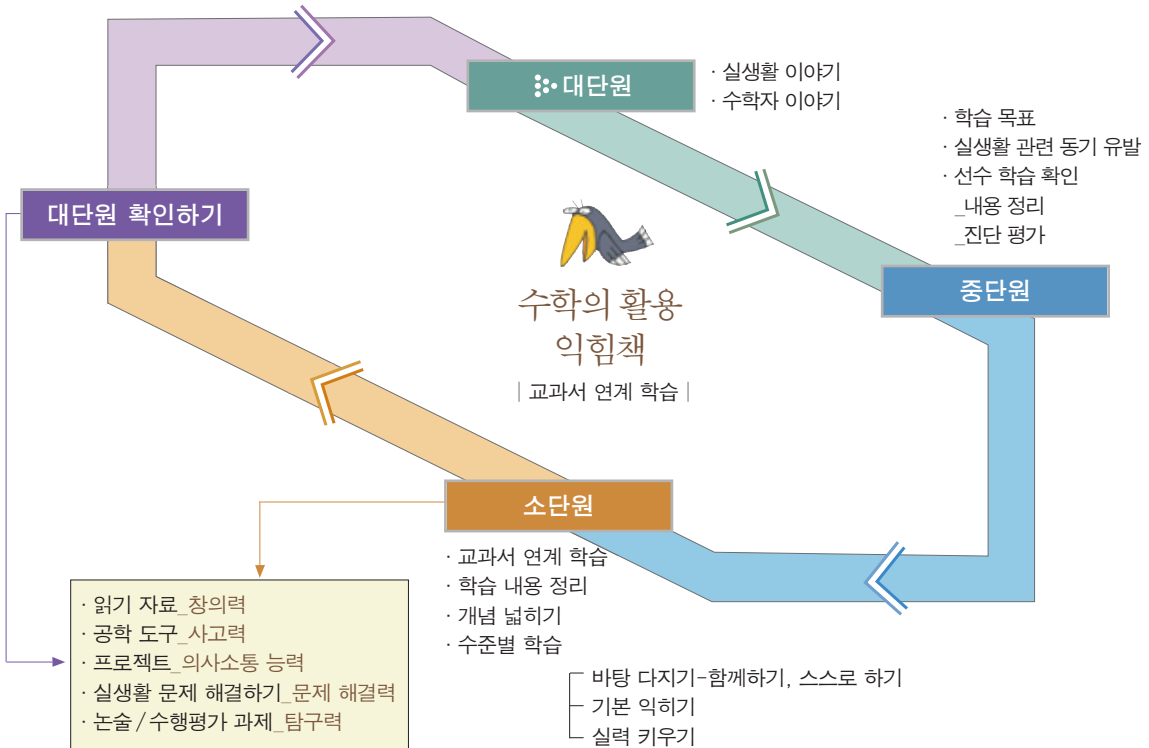 대단원
· 실생활 이야기
· 수학자 이야기
· 학습 목표
· 실생활 관련 동기 유발
· 선수 학습 확인
_내용 정리
_진단 평가
대단원 확인하기
중단원
수학의 활용
익힘책
| 교과서 연계 학습 |
소단원
· 교과서 연계 학습
· 학습 내용 정리
· 개념 넓히기
· 수준별 학습
바탕 다지기-함께하기, 스스로 하기
기본 익히기
실력 키우기
· 읽기 자료_창의력
· 공학 도구_사고력
· 프로젝트_의사소통 능력
· 실생활 문제 해결하기_문제 해결력
· 논술 / 수행평가 과제_탐구력